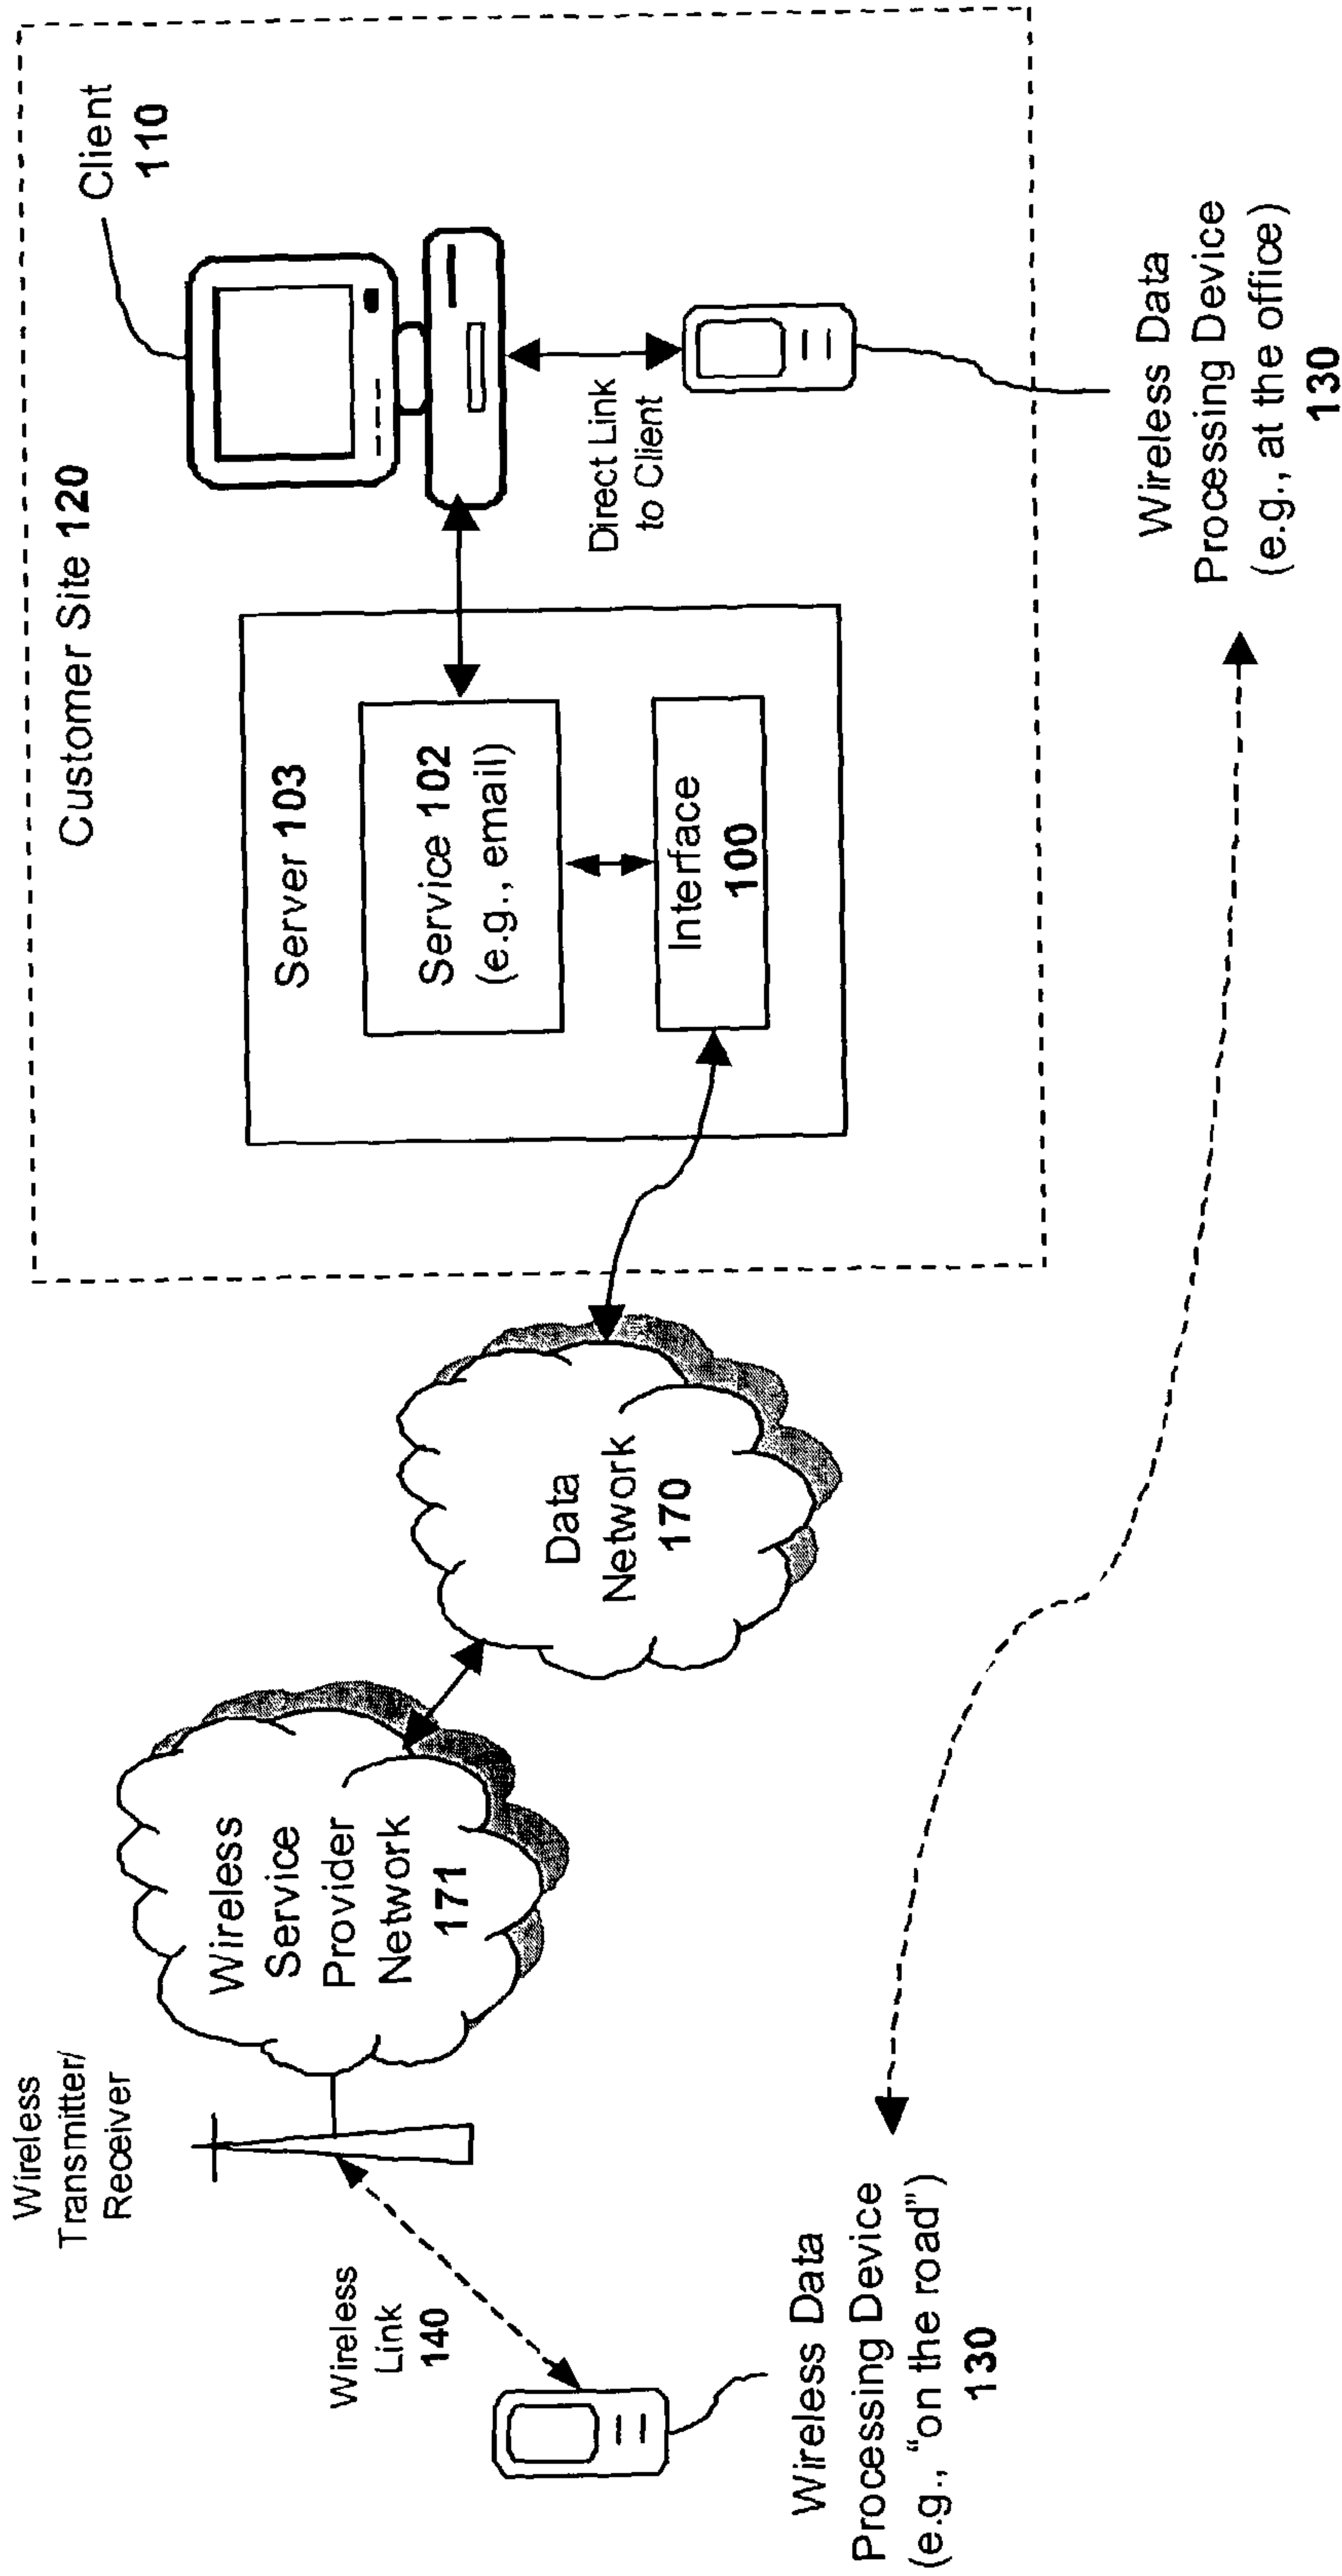 Customer Site 120
Client
110
Server 103
Service 102
(e.g., email)
Interface
100
Direct Link
to Client
Wireless Data
Processing Device
(e.g., at the office)
130
Data
Network
170
Wireless
Service
Provider
Network
171
Wireless
Transmitter/
Receiver
Wireless
Link
140
Wireless Data
Processing Device
(e.g., “on the road”)
130